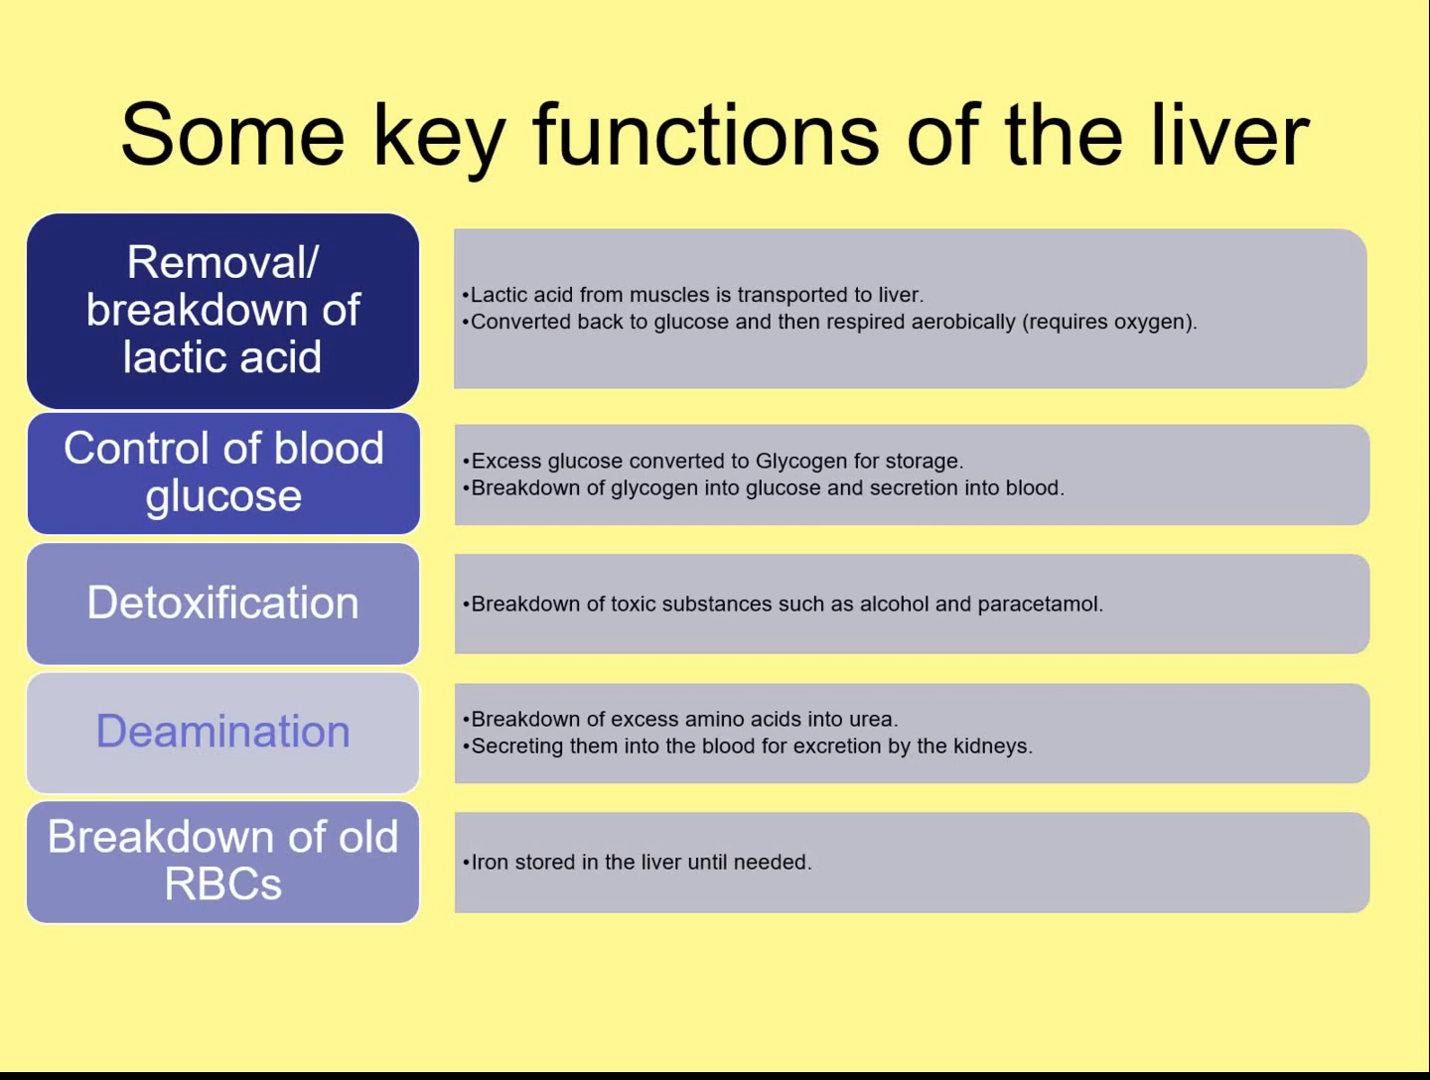 Some key functions of the liver
Removal/
breakdown of
lactic acid
•Lactic acid from muscles is transported to liver.
•Converted back to glucose and then respired aerobically (requires oxygen).
Control of blood
glucose
•Excess glucose converted to Glycogen for storage.
•Breakdown of glycogen into glucose and secretion into blood.
Detoxification
•Breakdown of toxic substances such as alcohol and paracetamol.
Deamination
•Breakdown of excess amino acids into urea.
•Secreting them into the blood for excretion by the kidneys.
Breakdown of old
RBCs
•Iron stored in the liver until needed.